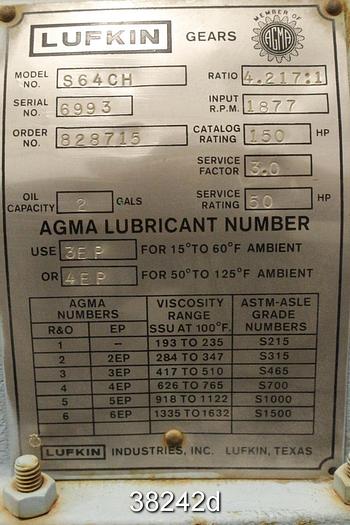 LUFKIN GEARS MEMBER OF AGMA
MODEL NO. S64CH RATIO 4.217:1
SERIAL NO. 6993 INPUT R.P.M. 1877
ORDER NO. 828715 CATALOG RATING 150 HP
SERVICE FACTOR 3.0
OIL CAPACITY 2 GALS SERVICE RATING 50 HP
AGMA LUBRICANT NUMBER
USE 3EP FOR 15° TO 60°F AMBIENT
OR 4EP FOR 50° TO 125°F AMBIENT
AGMA NUMBERS VISCOSITY RANGE SSU AT 100°F. ASTM-ASLE GRADE NUMBERS
R&O EP
1 – 193 TO 235 S215
2 2EP 284 TO 347 S315
3 3EP 417 TO 510 S465
4 4EP 626 TO 765 S700
5 5EP 918 TO 1122 S1000
6 6EP 1335 TO 1632 S1500
LUFKIN INDUSTRIES, INC. LUFKIN, TEXAS
38242d